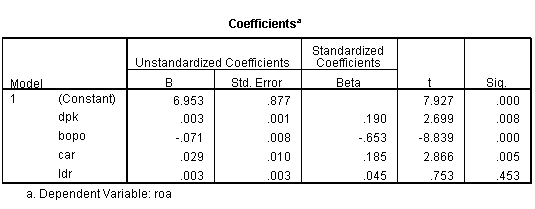 Coefficientsa
Unstandardized Coefficients Standardized Coefficients
Model B Std. Error Beta t Sig.
1 (Constant) 6.953 .877 7.927 .000
dpk .003 .001 .190 2.699 .008
bopo -.071 .008 -.653 -8.839 .000
car .029 .010 .185 2.866 .005
ldr .003 .003 .045 .753 .453
a. Dependent Variable: roa